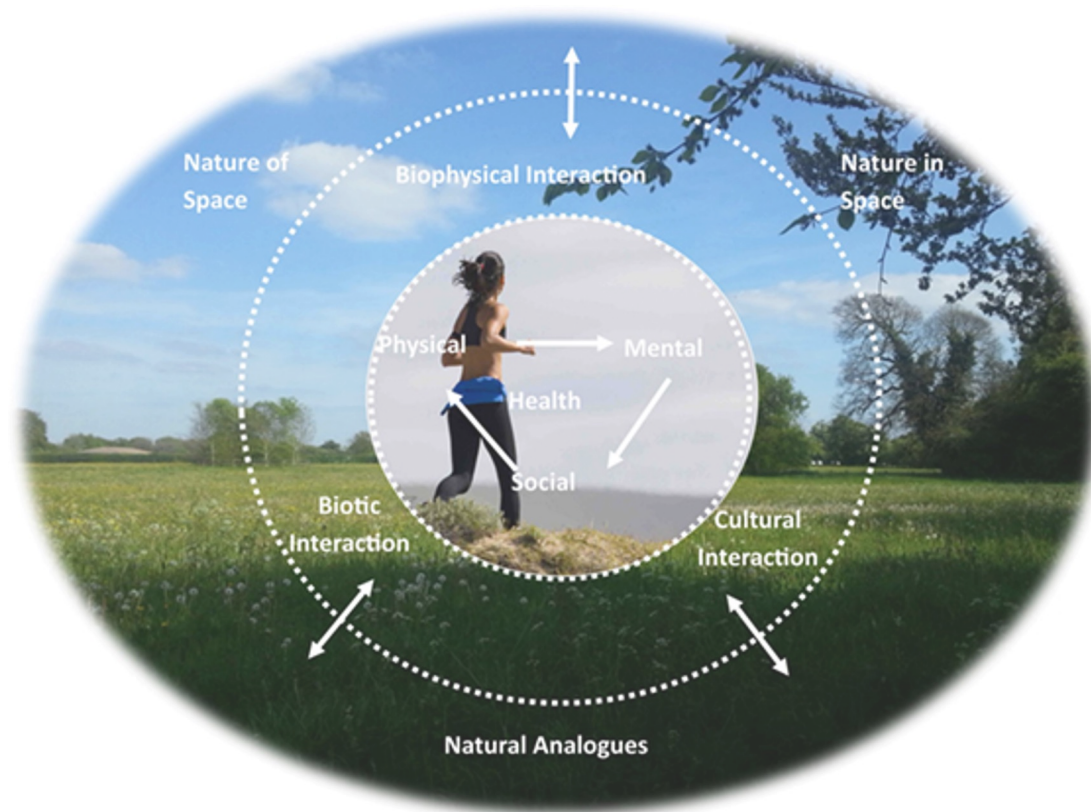 Nature of
Space
Biophysical Interaction
Nature in
Space
Physical
Mental
Health
Social
Biotic
Interaction
Cultural
Interaction
Natural Analogues